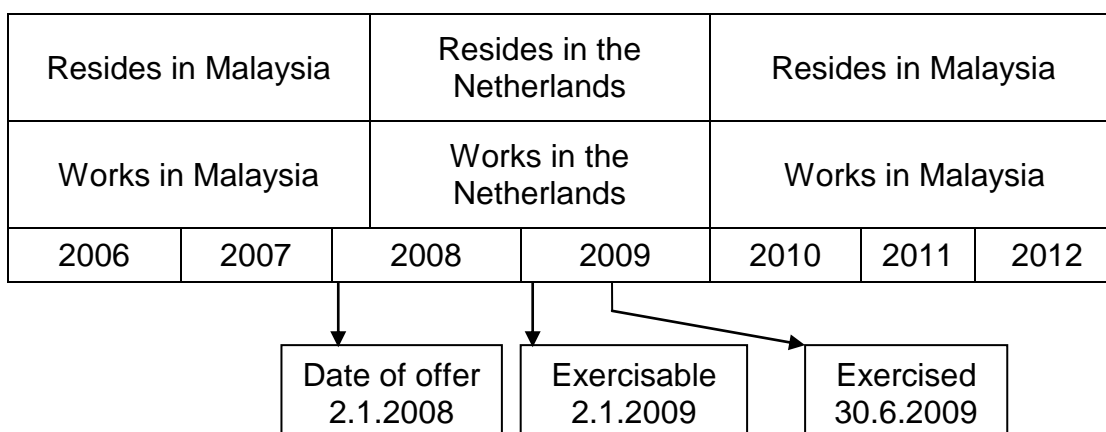 Resides in Malaysia
Resides in the
Netherlands
Resides in Malaysia
Works in Malaysia
Works in the
Netherlands
Works in Malaysia
2006 2007 2008 2009 2010 2011 2012
Date of offer
2.1.2008
Exercisable
2.1.2009
Exercised
30.6.2009